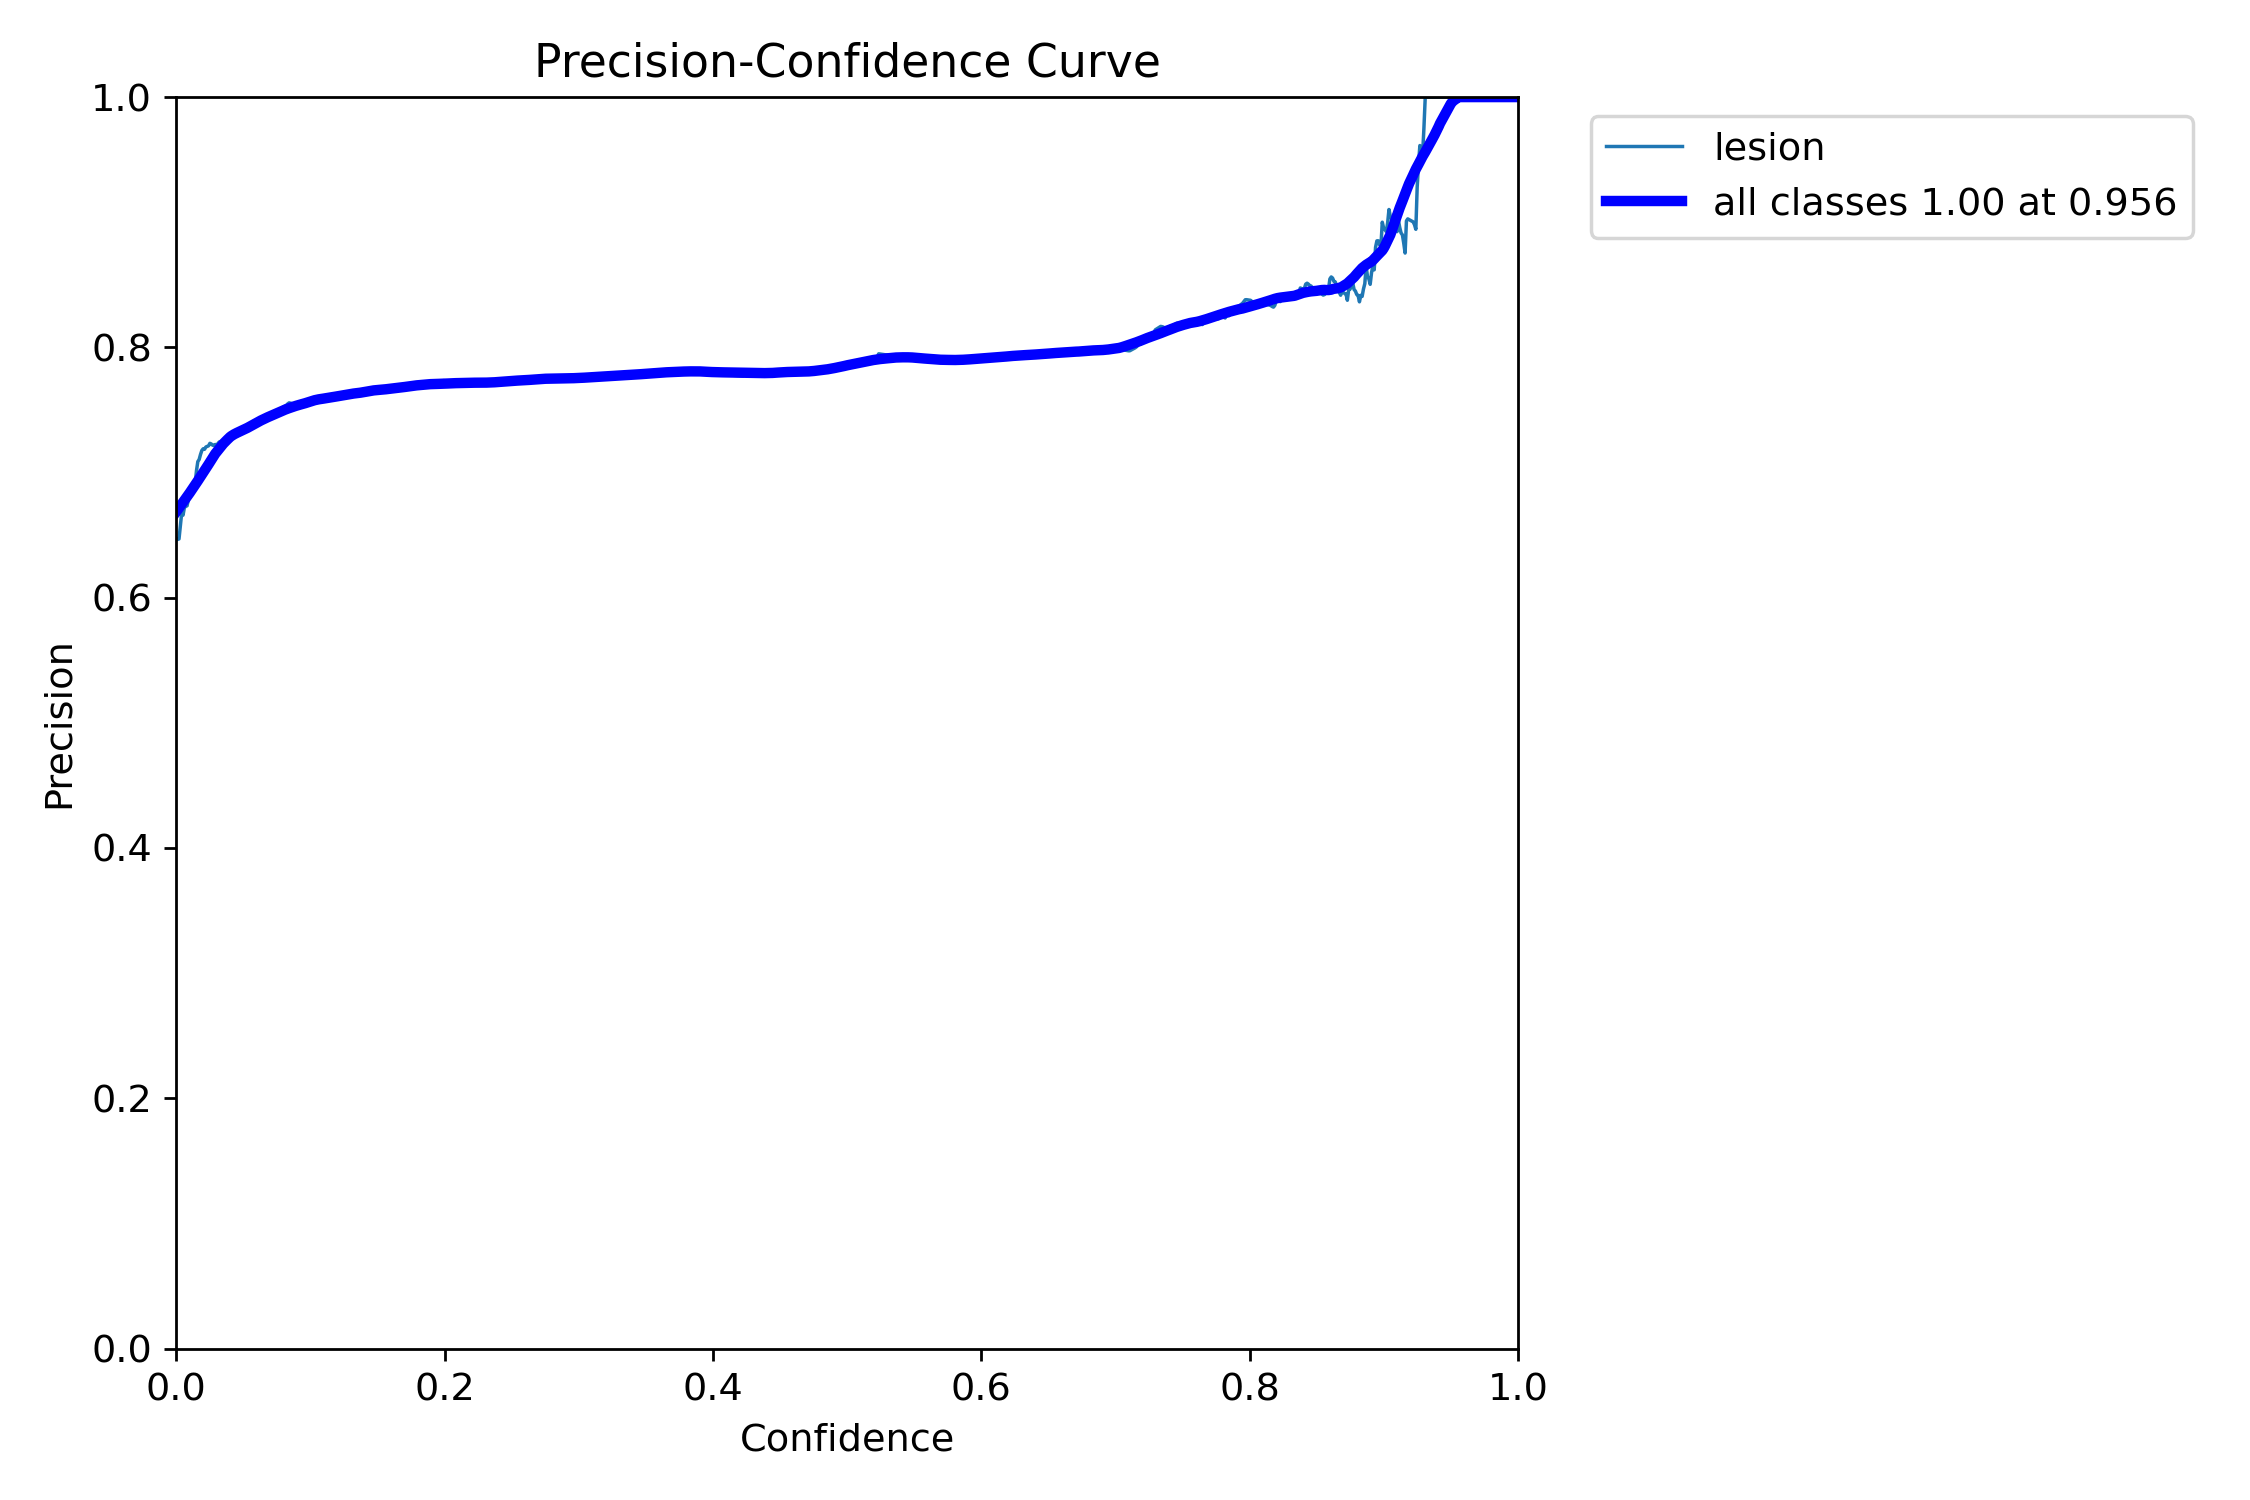 Precision-Confidence Curve
1.0
0.8
0.6
0.4
0.2
0.0
Precision
0.0 0.2 0.4 0.6 0.8 1.0
Confidence
lesion
all classes 1.00 at 0.956